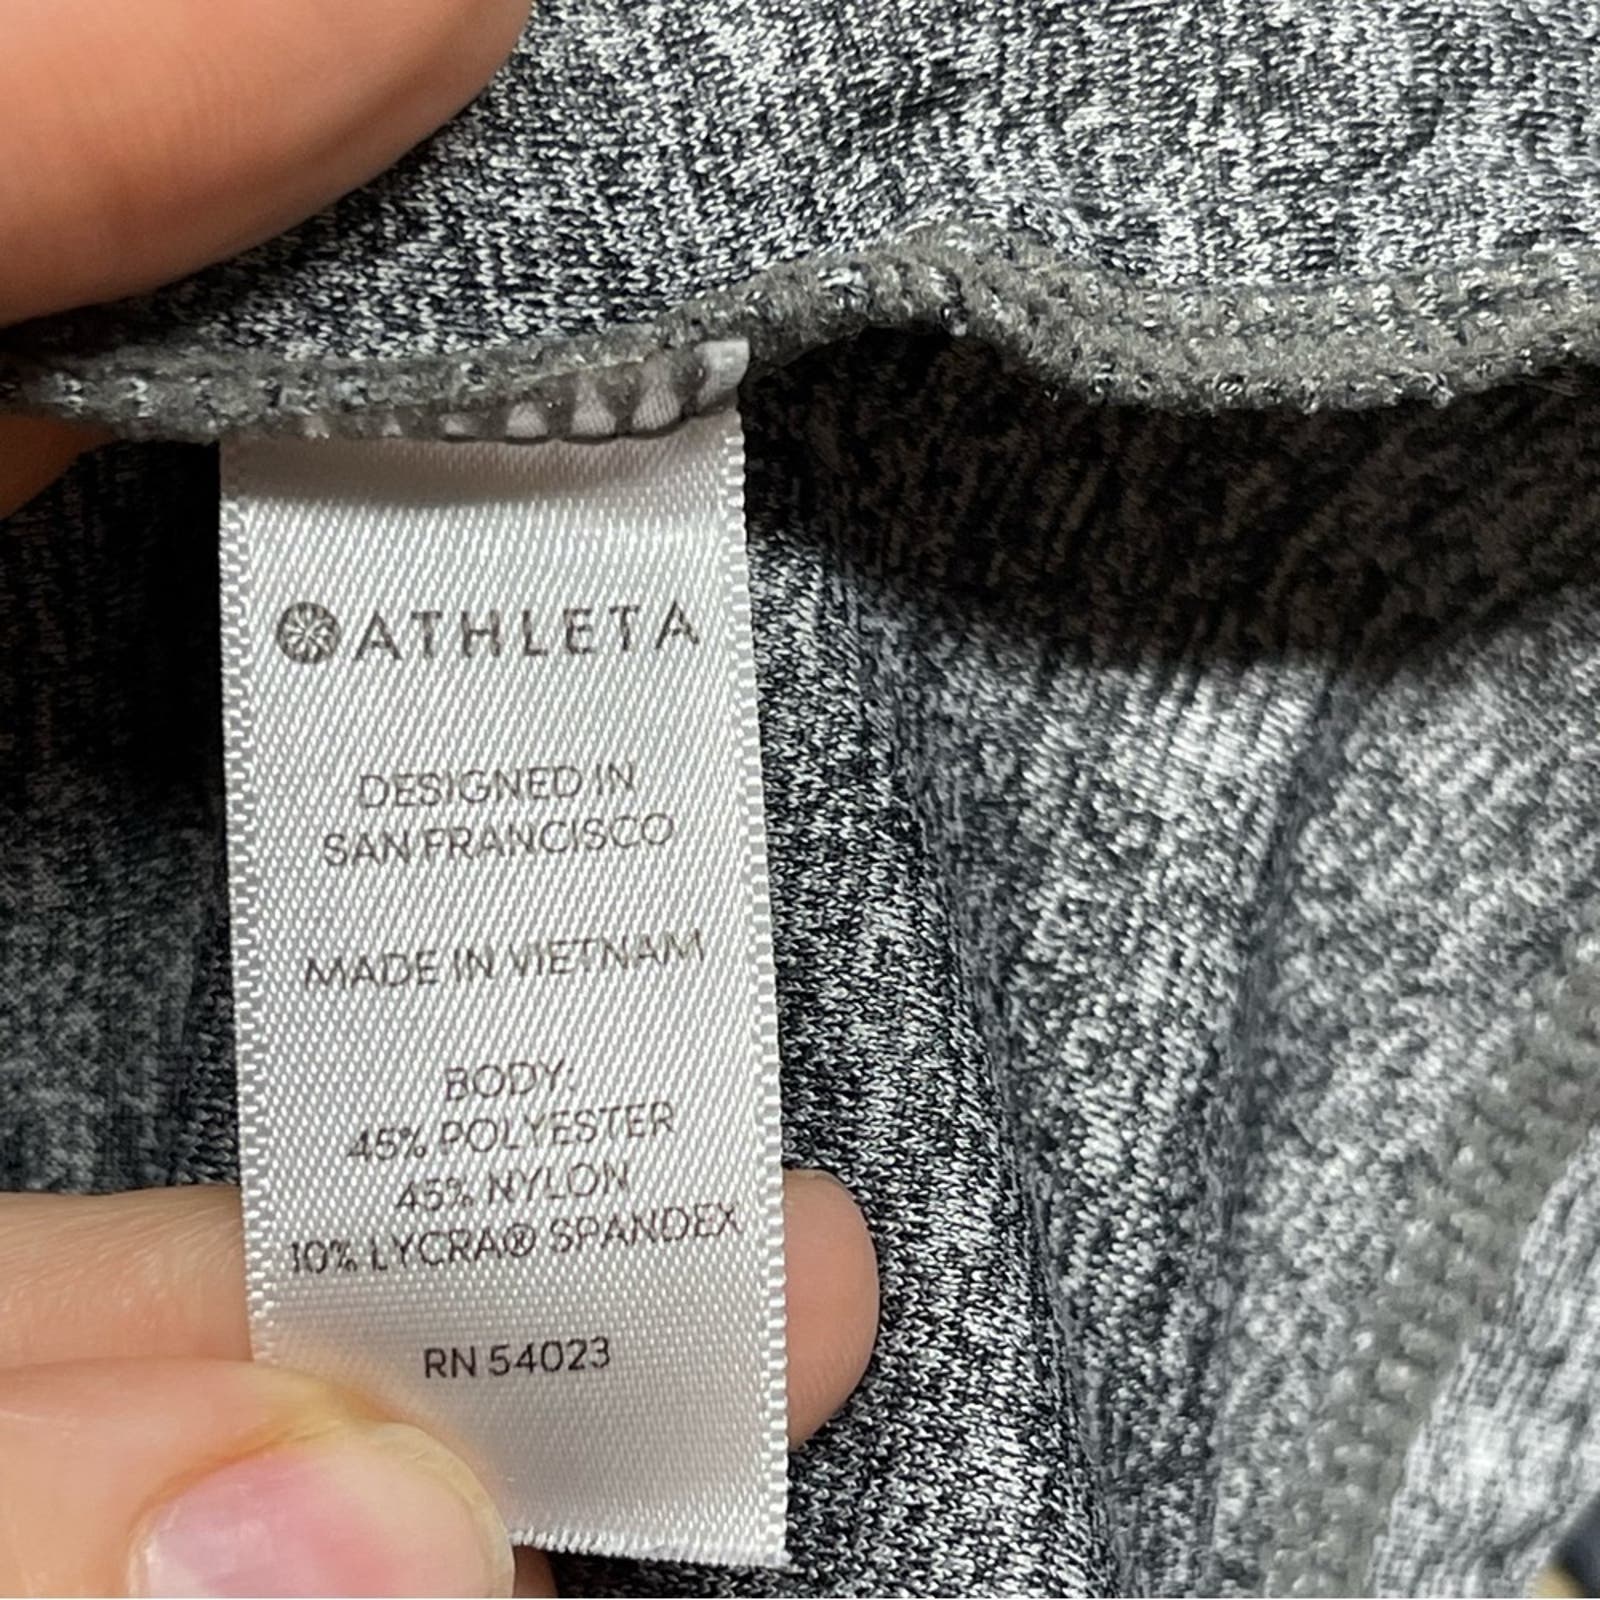 ATHLETA
DESIGNED IN
SAN FRANCISCO
MADE IN VIETNAM
BODY:
45% POLYESTER
45% NYLON
10% LYCRA® SPANDEX
RN 54023